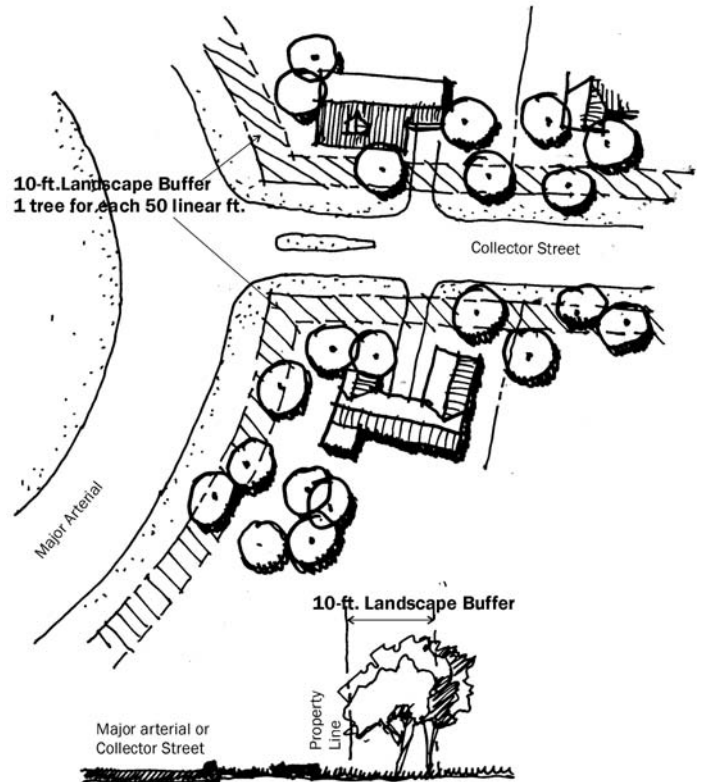 10-ft.Landscape Buffer
1 tree for each 50 linear ft.
Collector Street
Major Arterial
10-ft. Landscape Buffer
Property
Line
Major arterial or
Collector Street